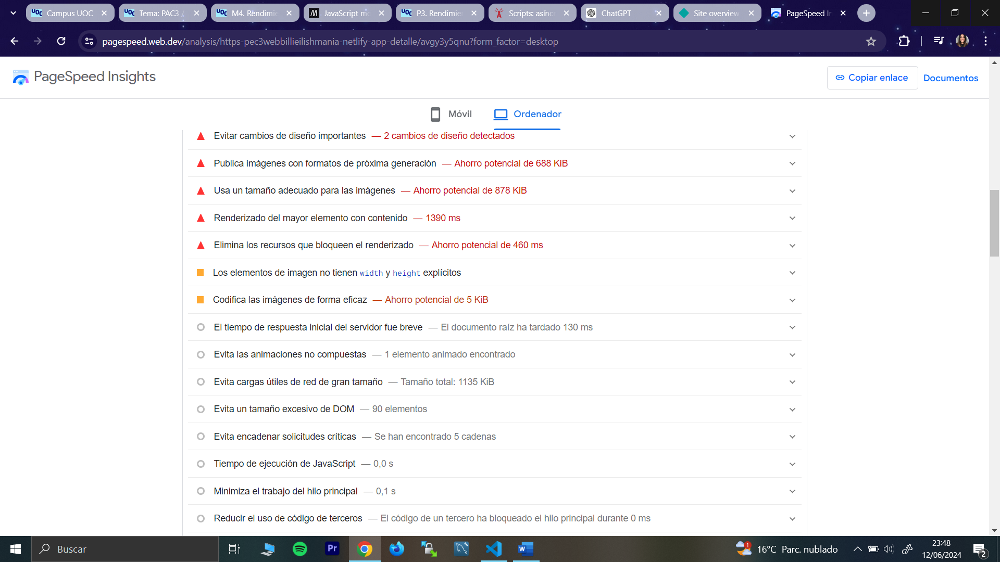 Campus UOC
Tema: PAC3 /
M4. Rendimie
JavaScript mo
P3. Rendimie
Scripts: asínc
ChatGPT
Site overview
PageSpeed In
pagespeed.web.dev/analysis/https-pec3webbillieilishmania-netlify-app-detalle/avgy3y5qnu?form_factor=desktop
PageSpeed Insights
Copiar enlace
Documentos
Móvil
Ordenador
Evitar cambios de diseño importantes — 2 cambios de diseño detectados
Publica imágenes con formatos de próxima generación — Ahorro potencial de 688 KiB
Usa un tamaño adecuado para las imágenes — Ahorro potencial de 878 KiB
Renderizado del mayor elemento con contenido — 1390 ms
Elimina los recursos que bloqueen el renderizado — Ahorro potencial de 460 ms
Los elementos de imagen no tienen width y height explícitos
Codifica las imágenes de forma eficaz — Ahorro potencial de 5 KiB
El tiempo de respuesta inicial del servidor fue breve — El documento raíz ha tardado 130 ms
Evita las animaciones no compuestas — 1 elemento animado encontrado
Evita cargas útiles de red de gran tamaño — Tamaño total: 1135 KiB
Evita un tamaño excesivo de DOM — 90 elementos
Evita encadenar solicitudes críticas — Se han encontrado 5 cadenas
Tiempo de ejecución de JavaScript — 0,0 s
Minimiza el trabajo del hilo principal — 0,1 s
Reducir el uso de código de terceros — El código de un tercero ha bloqueado el hilo principal durante 0 ms
Buscar
Pr
1
16°C Parc. nublado
23:48
12/06/2024
2